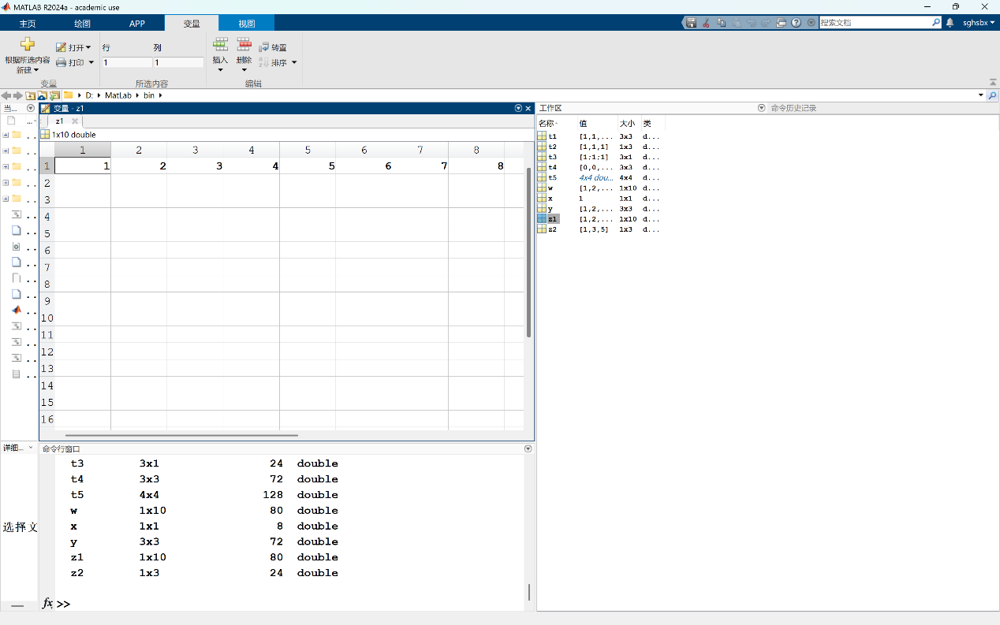 MATLAB R2024a - academic use
主页 绘图 APP 变量 视图 搜索文档 sghsbx
根据所选内容
新建
打开
打印
行 列
1 1
插入 删除 转置
排序
变量 所选内容 编辑
D: MatLab bin
当... 变量 - z1 工作区 命令历史记录
z1
1x10 double
名称 值 大小 类
t1 [1,1,... 3x3 d...
t2 [1,1,1] 1x3 d...
t3 [1;1;1] 3x1 d...
t4 [0,0,... 3x3 d...
t5 4x4 dou... 4x4 d...
w [1,2,... 1x10 d...
x 1 1x1 d...
y [1,2,... 3x3 d...
z1 [1,2,... 1x10 d...
z2 [1,3,5] 1x3 d...
1 2 3 4 5 6 7 8
1 1 2 3 4 5 6 7 8
2
3
4
5
6
7
8
9
10
11
12
13
14
15
16
详细... 命令行窗口
t3 3x1 24 double
t4 3x3 72 double
t5 4x4 128 double
w 1x10 80 double
x 1x1 8 double
y 3x3 72 double
z1 1x10 80 double
z2 1x3 24 double
选择文
fx >>